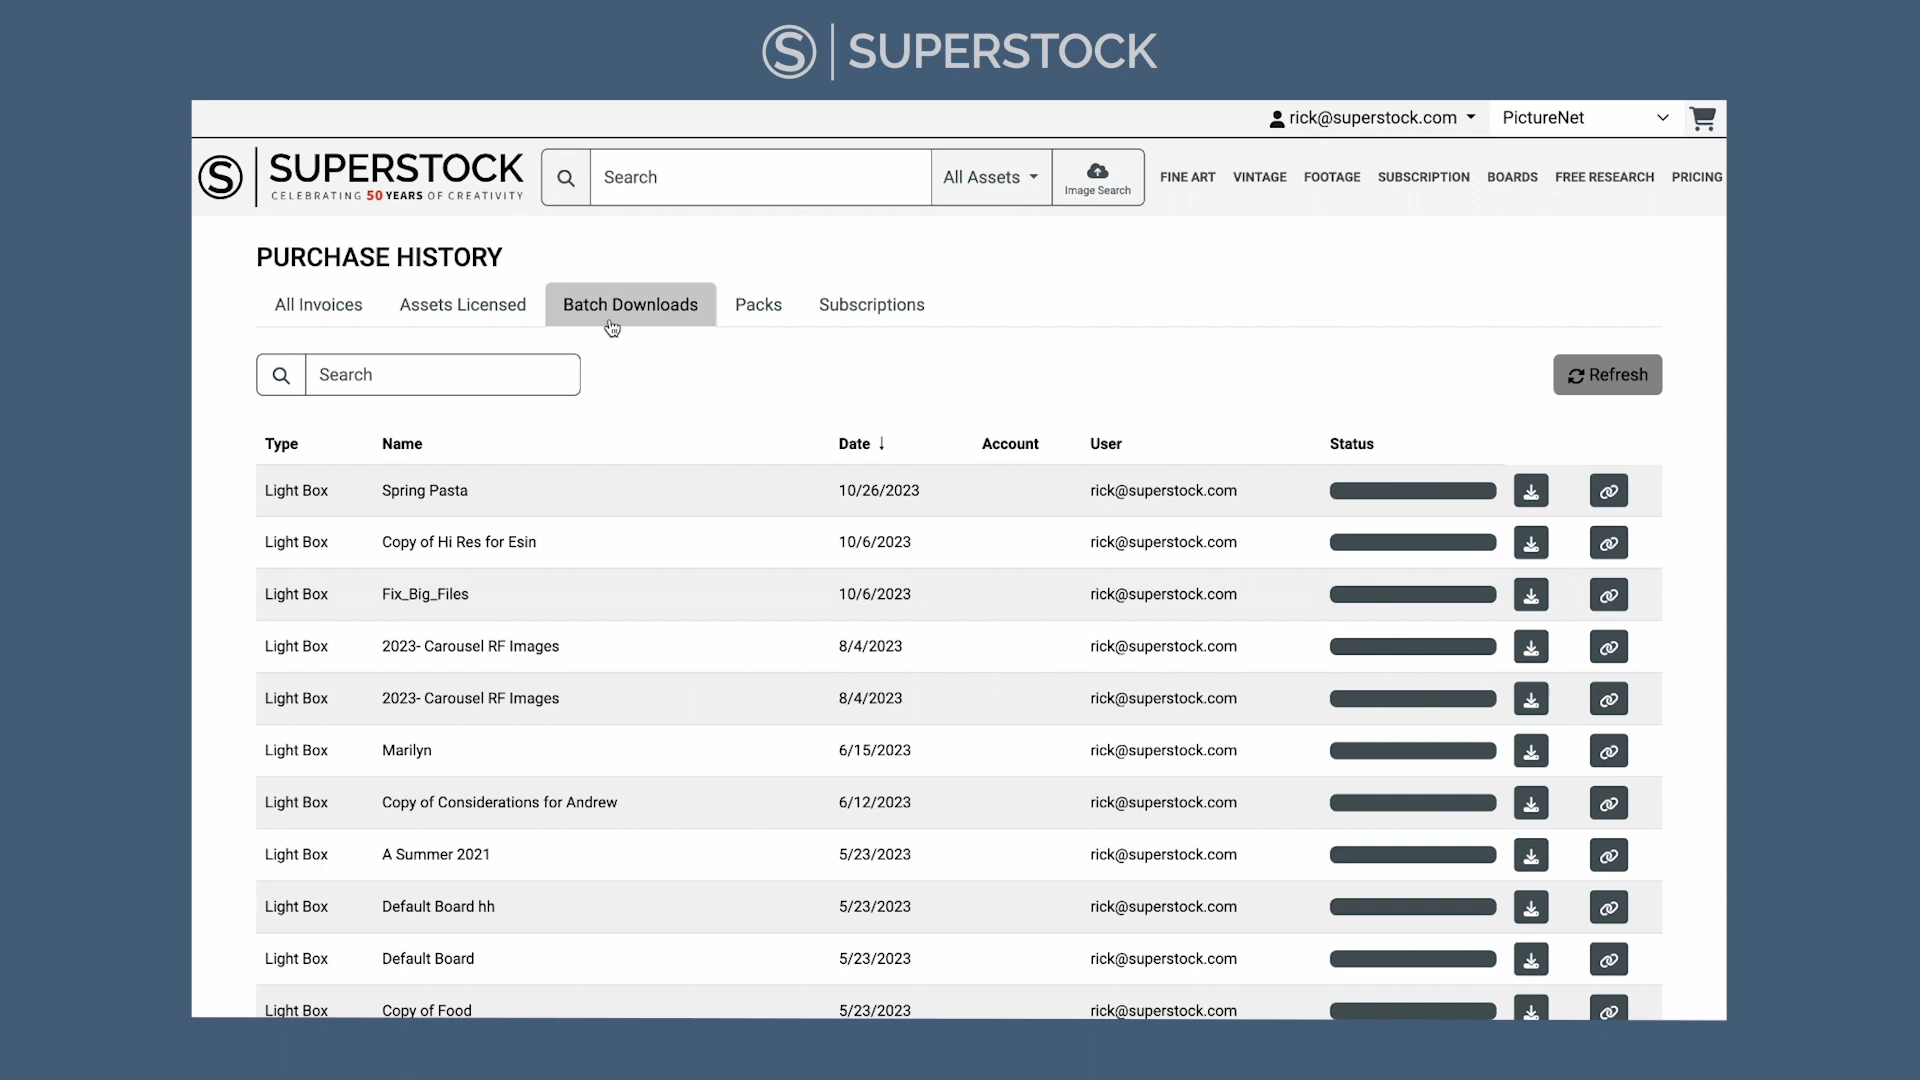 S SUPERSTOCK
rick@superstock.com PictureNet
S SUPERSTOCK
CELEBRATING 50 YEARS OF CREATIVITY
Search All Assets Image Search FINE ART VINTAGE FOOTAGE SUBSCRIPTION BOARDS FREE RESEARCH PRICING
PURCHASE HISTORY
All Invoices Assets Licensed Batch Downloads Packs Subscriptions
Search Refresh
Type Name Date ↓ Account User Status
Light Box Spring Pasta 10/26/2023 rick@superstock.com
Light Box Copy of Hi Res for Esin 10/6/2023 rick@superstock.com
Light Box Fix_Big_Files 10/6/2023 rick@superstock.com
Light Box 2023- Carousel RF Images 8/4/2023 rick@superstock.com
Light Box 2023- Carousel RF Images 8/4/2023 rick@superstock.com
Light Box Marilyn 6/15/2023 rick@superstock.com
Light Box Copy of Considerations for Andrew 6/12/2023 rick@superstock.com
Light Box A Summer 2021 5/23/2023 rick@superstock.com
Light Box Default Board hh 5/23/2023 rick@superstock.com
Light Box Default Board 5/23/2023 rick@superstock.com
Light Box Copy of Food 5/23/2023 rick@superstock.com